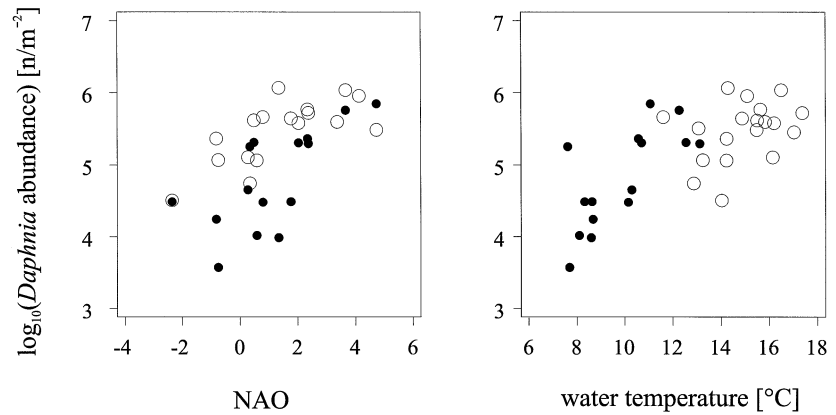 log₁₀(Daphnia abundance) [n/m⁻²]
7
6
5
4
3
-4 -2 0 2 4 6
NAO
7
6
5
4
3
6 8 10 12 14 16 18
water temperature [°C]